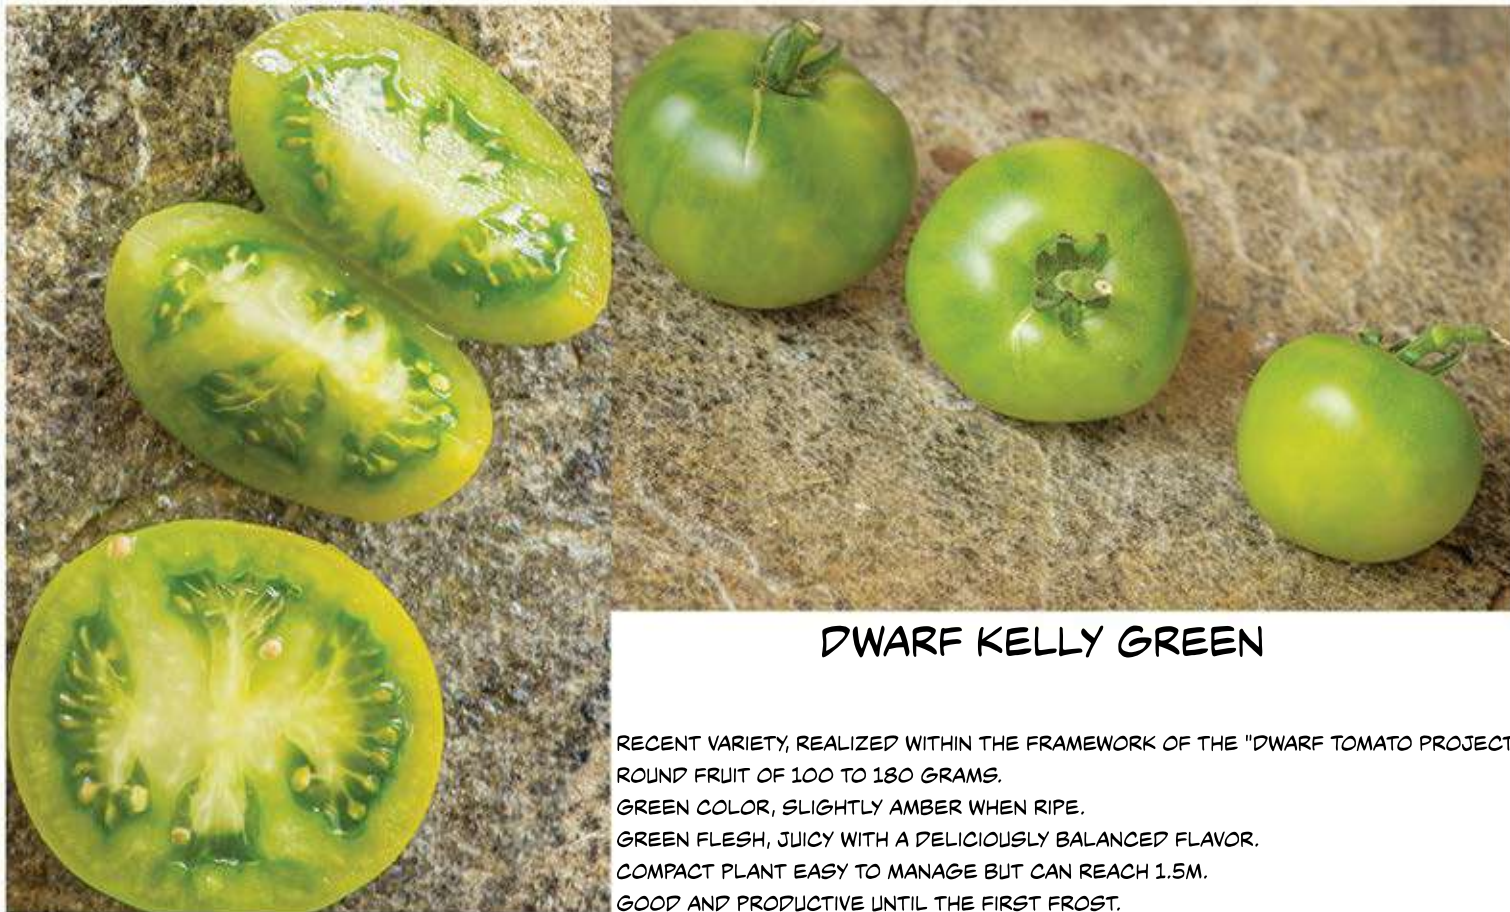 DWARF KELLY GREEN
RECENT VARIETY, REALIZED WITHIN THE FRAMEWORK OF THE "DWARF TOMATO PROJECT
ROUND FRUIT OF 100 TO 180 GRAMS.
GREEN COLOR, SLIGHTLY AMBER WHEN RIPE.
GREEN FLESH, JUICY WITH A DELICIOUSLY BALANCED FLAVOR.
COMPACT PLANT EASY TO MANAGE BUT CAN REACH 1.5M.
GOOD AND PRODUCTIVE UNTIL THE FIRST FROST.